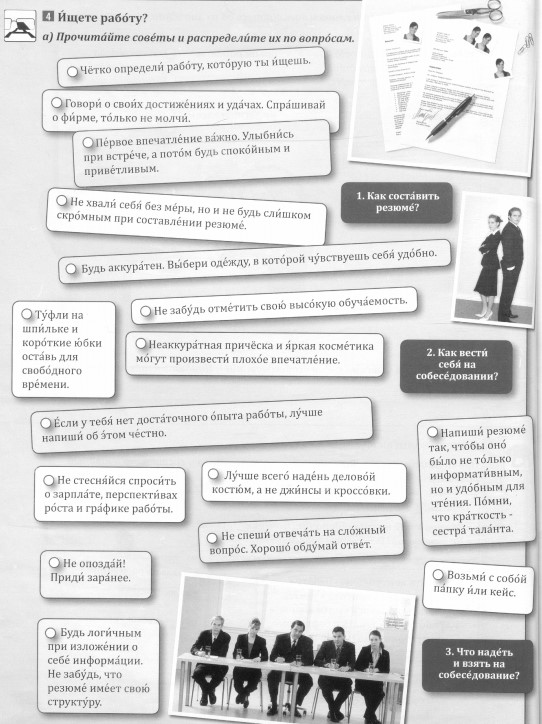 4 И́щете рабо́ту?
а) Прочита́йте сове́ты и распредели́те их по вопро́сам.
Чётко определи́ рабо́ту, кото́рую ты и́щешь.
Говори́ о свои́х достиже́ниях и уда́чах. Спра́шивай
о фи́рме, то́лько не молчи́.
Пе́рвое впечатле́ние ва́жно. Улыбни́сь
при встре́че, а пото́м будь споко́йным и
приве́тливым.
Не хвали́ себя́ без ме́ры, но и не будь сли́шком
скро́мным при составле́нии резюме́.
1. Как соста́вить
резюме́?
Будь аккура́тен. Вы́бери оде́жду, в кото́рой чу́вствуешь себя́ удо́бно.
Ту́фли на
шпи́льке и
коро́ткие ю́бки
оста́вь для
свобо́дного
вре́мени.
Не забу́дь отме́тить свою́ высо́кую обуча́емость.
Неаккура́тная причёска и я́ркая косме́тика
мо́гут произвести́ плохо́е впечатле́ние.
2. Как вести́
себя́ на
собесе́довании?
Е́сли у тебя́ нет доста́точного о́пыта рабо́ты, лу́чше
напиши́ об э́том че́стно.
Напиши́ резюме́
так, что́бы оно́
бы́ло не то́лько
информати́вным,
но и удо́бным для
чте́ния. По́мни,
что кра́ткость -
сестра́ тала́нта.
Не стесня́йся спроси́ть
о зарпла́те, перспекти́вах
ро́ста и гра́фике рабо́ты.
Лу́чше всего́ наде́нь делово́й
костю́м, а не джи́нсы и кроссо́вки.
Не спеши́ отвеча́ть на сло́жный
вопро́с. Хорошо́ обду́май отве́т.
Не опозда́й!
Приди́ зара́нее.
Возьми́ с собо́й
па́пку и́ли кейс.
Будь логи́чным
при изложе́нии о
себе́ информа́ции.
Не забу́дь, что
резюме́ име́ет свою́
структу́ру.
3. Что наде́ть
и взять на
собесе́дование?